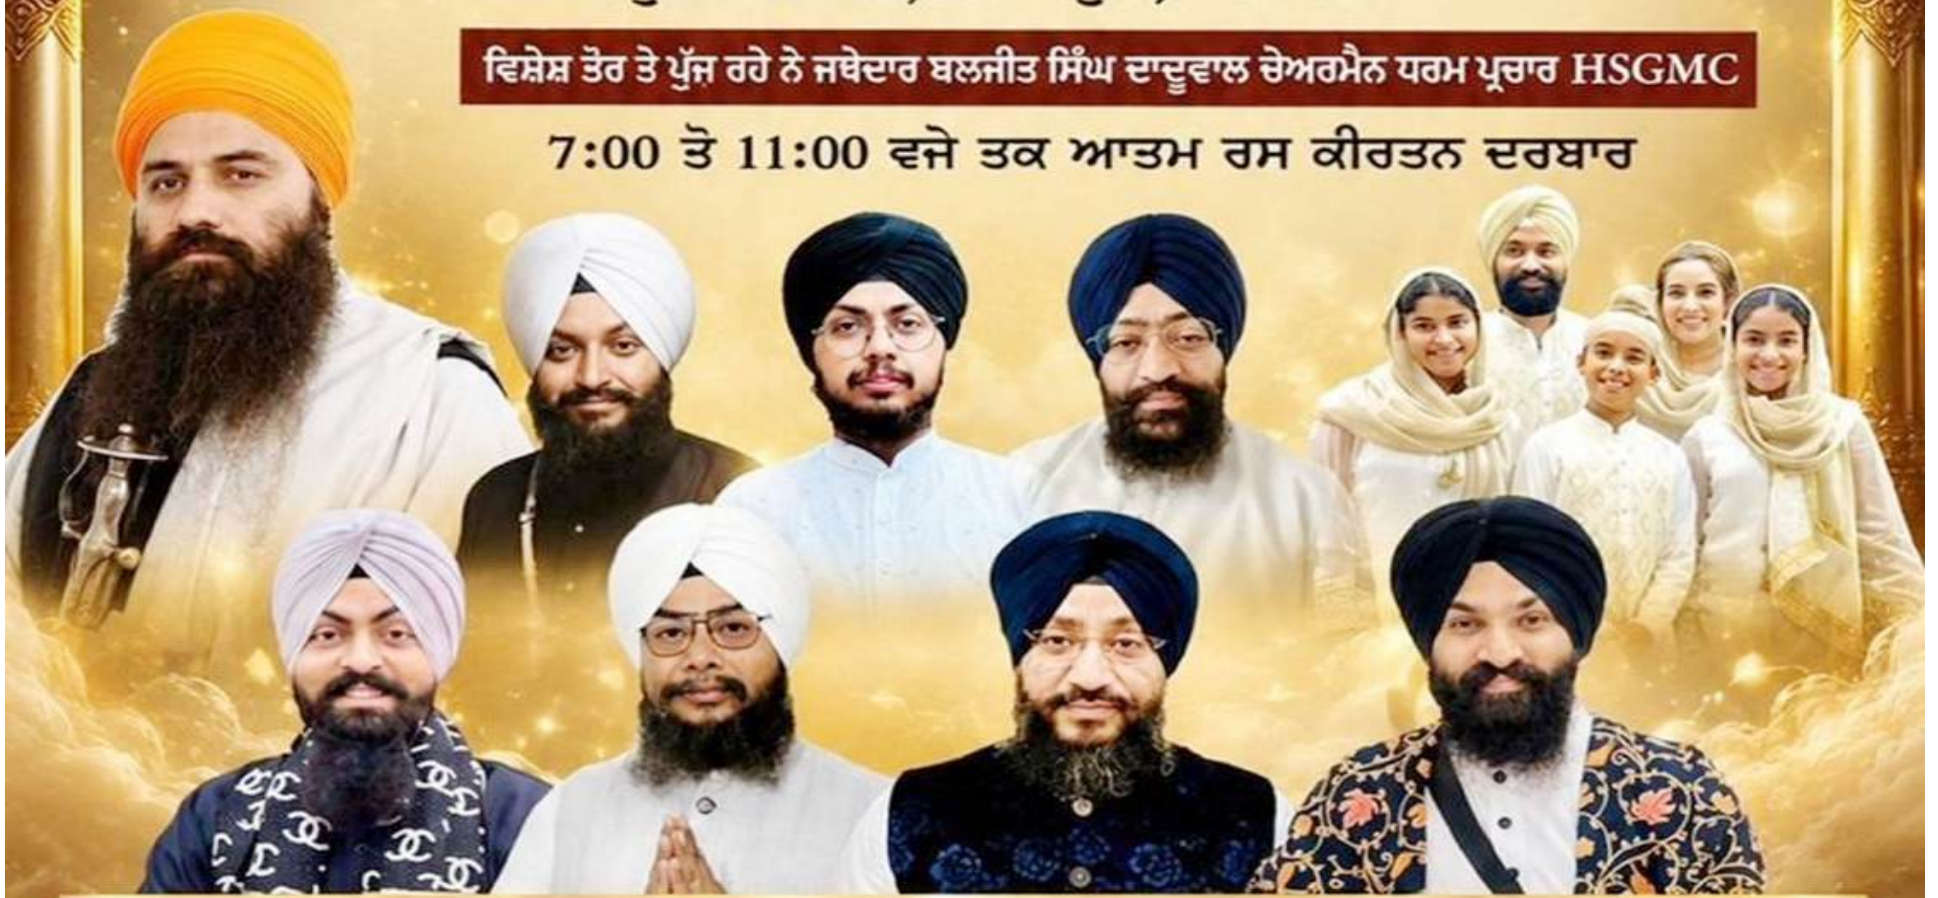 ਵਿਸ਼ੇਸ਼ ਤੋਰ ਤੇ ਪੁੱਜ ਰਹੇ ਨੇ ਜਥੇਦਾਰ ਬਲਜੀਤ ਸਿੰਘ ਦਾਦੂਵਾਲ ਚੇਅਰਮੈਨ ਧਰਮ ਪ੍ਰਚਾਰ HSGMC
7:00 ਤੋ 11:00 ਵਜੇ ਤਕ ਆਤਮ ਰਸ ਕੀਰਤਨ ਦਰਬਾਰ